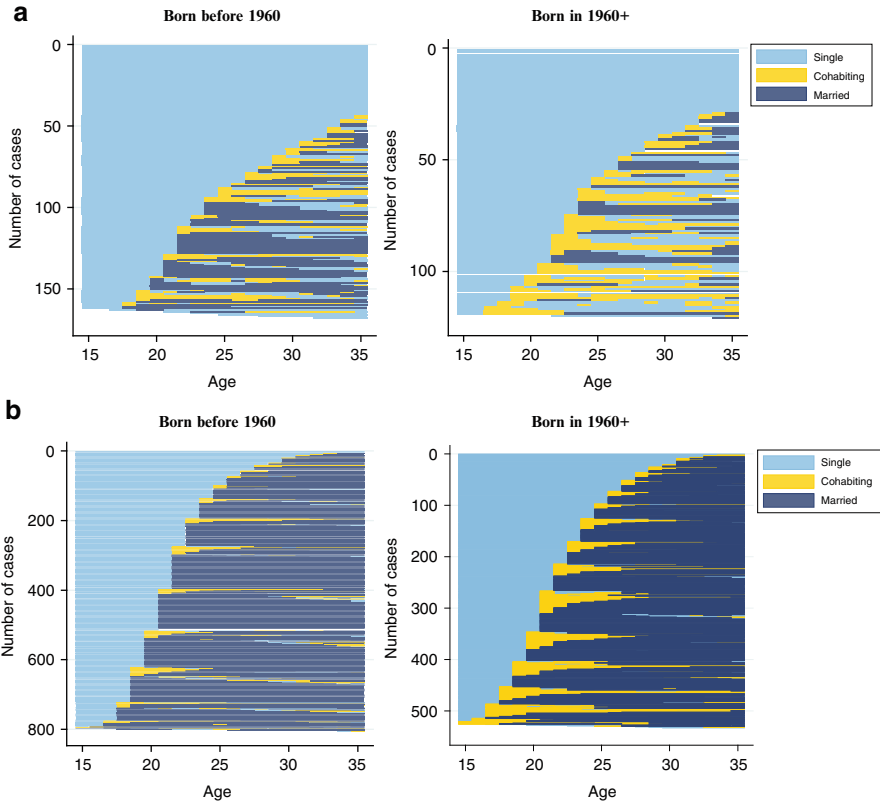 a
Born before 1960
Born in 1960+
Number of cases
0
50
100
150
15 20 25 30 35
Age
Number of cases
0
50
100
15 20 25 30 35
Age
Single
Cohabiting
Married
b
Born before 1960
Born in 1960+
Number of cases
0
200
400
600
800
15 20 25 30 35
Age
Number of cases
0
100
200
300
400
500
15 20 25 30 35
Age
Single
Cohabiting
Married